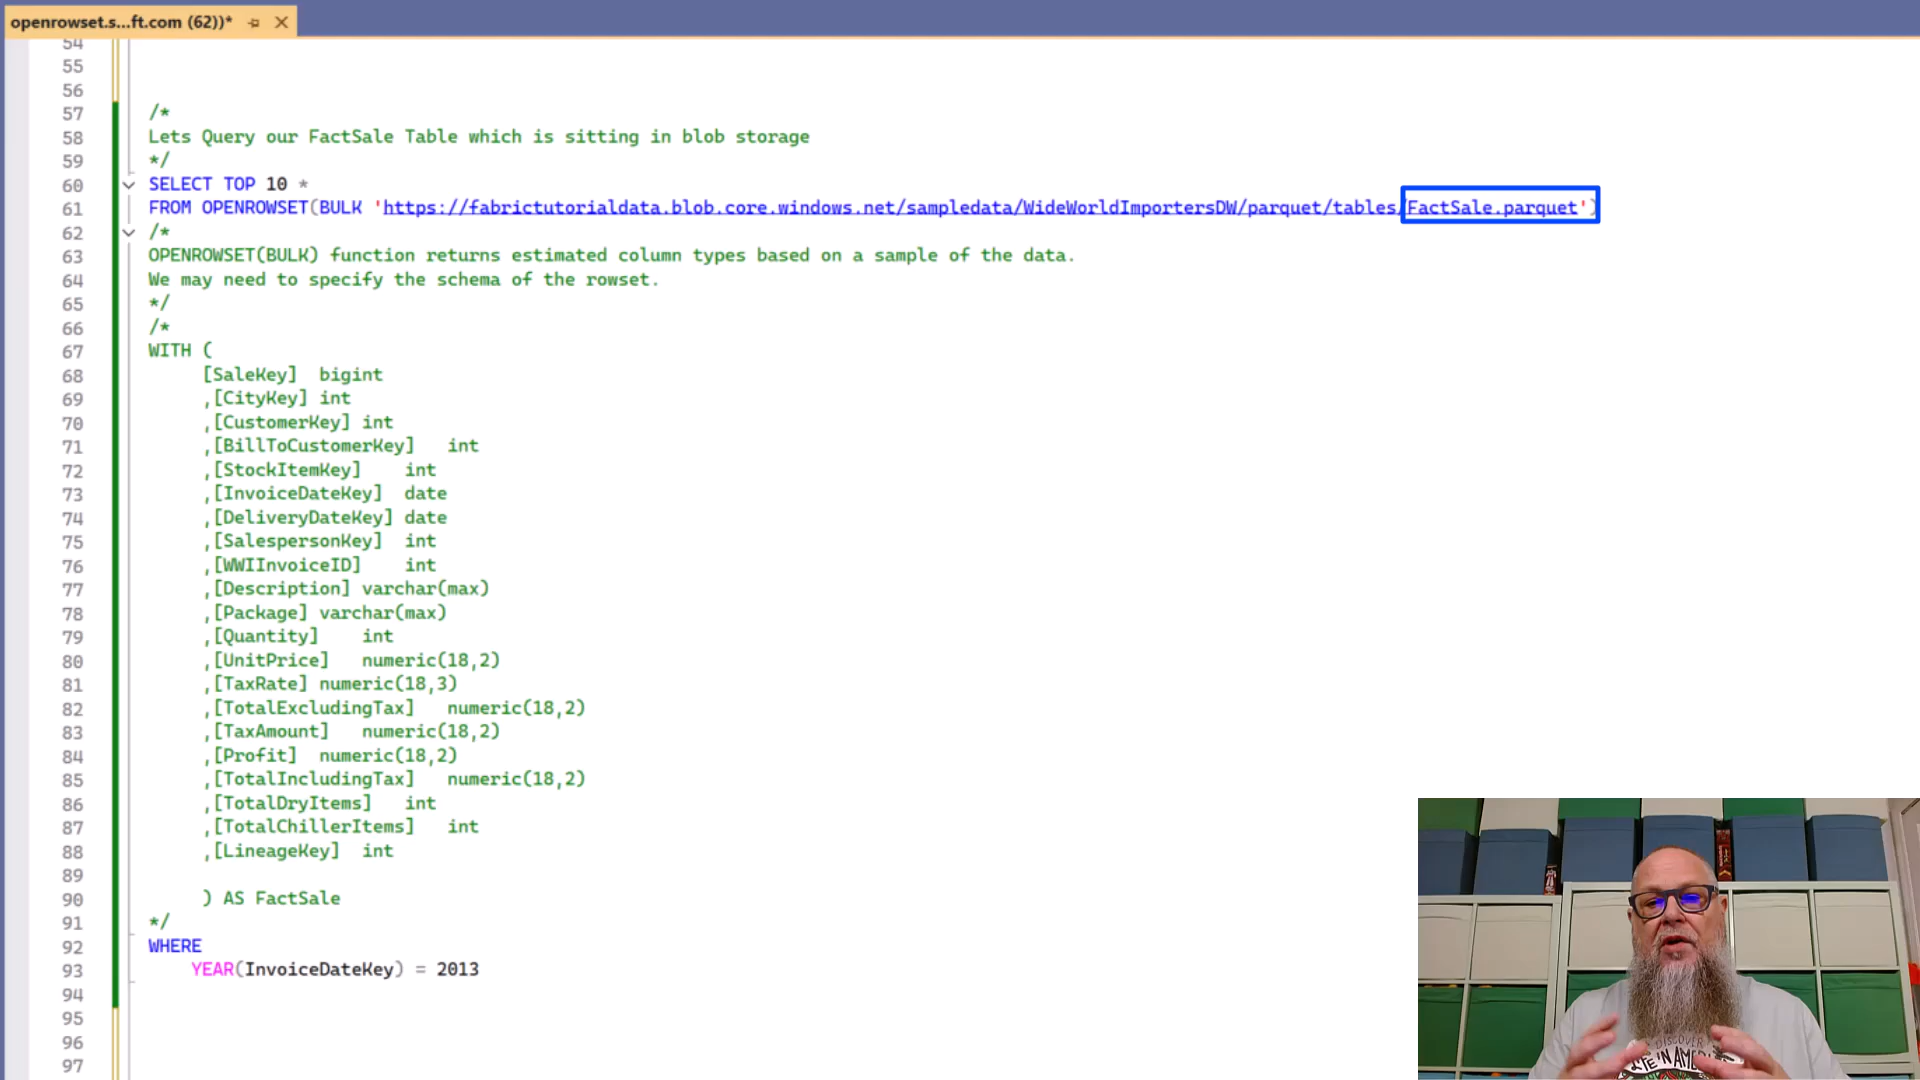 openrowset.s...ft.com (62))*
54
55
56
57 /*
58 Lets Query our FactSale Table which is sitting in blob storage
59 */
60 SELECT TOP 10 *
61 FROM OPENROWSET(BULK 'https://fabrictutorialdata.blob.core.windows.net/sampledata/WideWorldImportersDW/parquet/tables/FactSale.parquet')
62 /*
63 OPENROWSET(BULK) function returns estimated column types based on a sample of the data.
64 We may need to specify the schema of the rowset.
65 */
66 /*
67 WITH (
68 [SaleKey] bigint
69 ,[CityKey] int
70 ,[CustomerKey] int
71 ,[BillToCustomerKey] int
72 ,[StockItemKey] int
73 ,[InvoiceDateKey] date
74 ,[DeliveryDateKey] date
75 ,[SalespersonKey] int
76 ,[WWIInvoiceID] int
77 ,[Description] varchar(max)
78 ,[Package] varchar(max)
79 ,[Quantity] int
80 ,[UnitPrice] numeric(18,2)
81 ,[TaxRate] numeric(18,3)
82 ,[TotalExcludingTax] numeric(18,2)
83 ,[TaxAmount] numeric(18,2)
84 ,[Profit] numeric(18,2)
85 ,[TotalIncludingTax] numeric(18,2)
86 ,[TotalDryItems] int
87 ,[TotalChillerItems] int
88 ,[LineageKey] int
89
90 ) AS FactSale
91 */
92 WHERE
93 YEAR(InvoiceDateKey) = 2013
94
95
96
97
DISCOVER